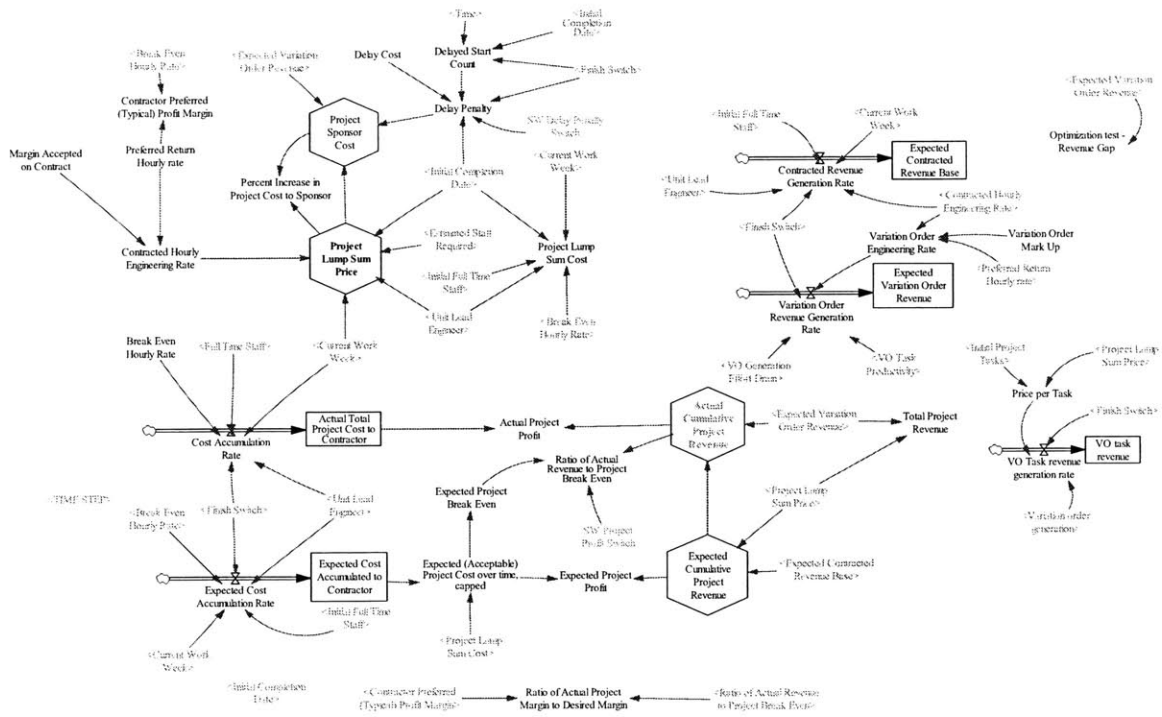 <Time>
<Initial
Completion
Date>
<Break Even
Hourly Rate>
<Expected Variation
Order Revenue>
Delay Cost
Delayed Start
Count
<Finish Switch>
Contractor Preferred
(Typical) Profit Margin
Project
Sponsor
Cost
Delay Penalty
SW Delay Penalty
Switch
Preferred Return
Hourly rate
<Current Work
Week>
Margin Accepted
on Contract
Percent Increase in
Project Cost to Sponsor
<Initial Completion
Date>
Contracted Hourly
Engineering Rate
Project
Lump Sum
Price
<Estimated Staff
Required>
<Initial Full Time
Staff>
Project Lump
Sum Cost
<Unit Lead
Engineer>
<Break Even
Hourly Rate>
<Expected Variation
Order Revenue>
Optimization test -
Revenue Gap
<Initial Full Time
Staff>
<Current Work
Week>
Expected
Contracted
Revenue Base
Contracted Revenue
Generation Rate
<Unit Lead
Engineer>
<Contracted Hourly
Engineering Rate>
<Finish Switch>
Variation Order
Engineering Rate
Variation Order
Mark Up
<Preferred Return
Hourly rate>
Expected
Variation Order
Revenue
Variation Order
Revenue Generation
Rate
<VO Generation
Effort Drain>
<VO Task
Productivity>
<Initial Project
Tasks>
<Project Lump
Sum Price>
Price per Task
<Finish Switch>
VO Task revenue
generation rate
VO task
revenue
<Variation order
generation>
Break Even
Hourly Rate
<Full Time Staff>
<Current Work
Week>
Cost Accumulation
Rate
Actual Total
Project Cost to
Contractor
Actual Project
Profit
Actual
Cumulative
Project
Revenue
<Expected Variation
Order Revenue>
Total Project
Revenue
Ratio of Actual
Revenue to Project
Break Even
Expected Project
Break Even
SW Project
Profit Switch
<Project Lump
Sum Price>
<TIME STEP>
<Break Even
Hourly Rate>
<Finish Switch>
<Unit Lead
Engineer>
Expected Cost
Accumulation Rate
Expected Cost
Accumulated to
Contractor
Expected (Acceptable)
Project Cost over time,
capped
Expected Project
Profit
Expected
Cumulative
Project
Revenue
<Expected Contracted
Revenue Base>
<Initial Full Time
Staff>
<Project Lump
Sum Cost>
<Current Work
Week>
<Initial Completion
Date>
<Contractor Preferred
(Typical) Profit Margin>
Ratio of Actual Project
Margin to Desired Margin
<Ratio of Actual Revenue
to Project Break Even>